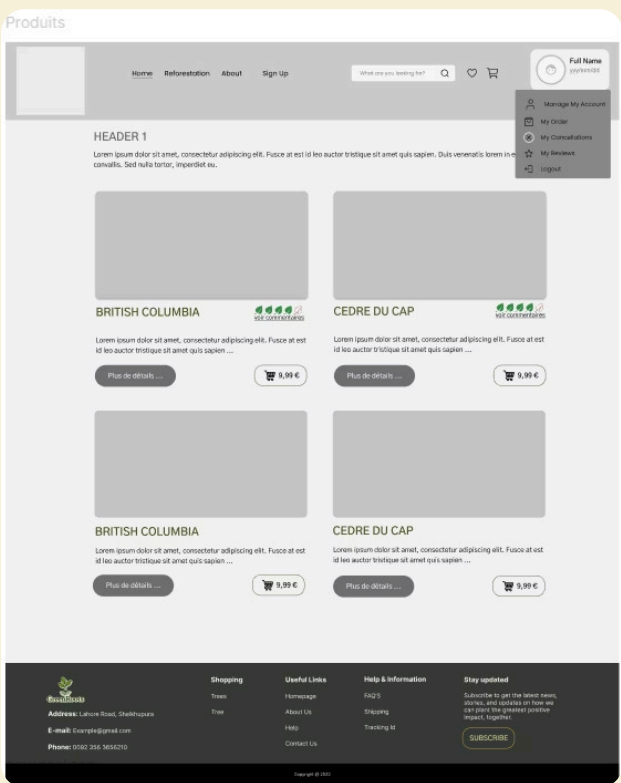 Produits
Home Reforestation About Sign Up What are you looking for? Full Name
Manage My Account
My Order
My Cancellations
My Reviews
Logout
HEADER 1
Lorem ipsum dolor sit amet, consectetur adipiscing elit. Fusce at est id leo auctor tristique sit amet quis sapien. Duis venenatis lorem in e
convallis. Sed nulla tortor, imperdiet eu.
BRITISH COLUMBIA
voir commentaires
Lorem ipsum dolor sit amet, consectetur adipiscing elit. Fusce at est
id leo auctor tristique sit amet quis sapien ...
Plus de détails ... 9,99 €
CEDRE DU CAP
voir commentaires
Lorem ipsum dolor sit amet, consectetur adipiscing elit. Fusce at est
id leo auctor tristique sit amet quis sapien ...
Plus de détails ... 9,99 €
BRITISH COLUMBIA
Lorem ipsum dolor sit amet, consectetur adipiscing elit. Fusce at est
id leo auctor tristique sit amet quis sapien ...
Plus de détails ... 9,99 €
CEDRE DU CAP
Lorem ipsum dolor sit amet, consectetur adipiscing elit. Fusce at est
id leo auctor tristique sit amet quis sapien ...
Plus de détails ... 9,99 €
Address: Lahore Road, Sheikhupura
E-mail: Example@gmail.com
Phone: 0092 356 3656210
Shopping
Trees
Tree
Useful Links
Homepage
About Us
Help
Contact Us
Help & Information
FAQ'S
Shipping
Tracking Id
Stay updated
Subscribe to get the latest news,
stories, and updates on how we
can plant the greatest positive
impact, together.
SUBSCRIBE